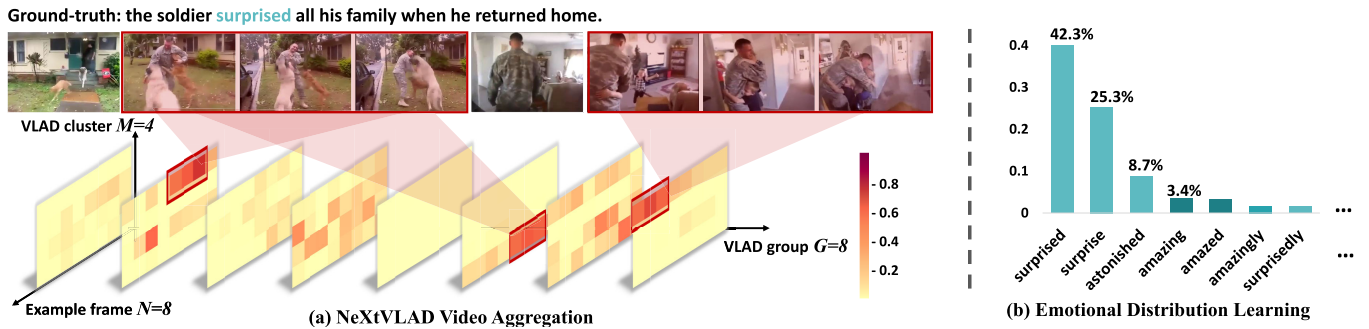 Ground-truth: the soldier surprised all his family when he returned home.
VLAD cluster M=4
0.8
0.6
0.4
0.2
VLAD group G=8
Example frame N=8
(a) NeXtVLAD Video Aggregation
0.4
0.3
0.2
0.1
0
42.3%
25.3%
8.7%
3.4%
...
surprised
surprise
astonished
amazing
amazed
amazingly
surprisedly
...
(b) Emotional Distribution Learning